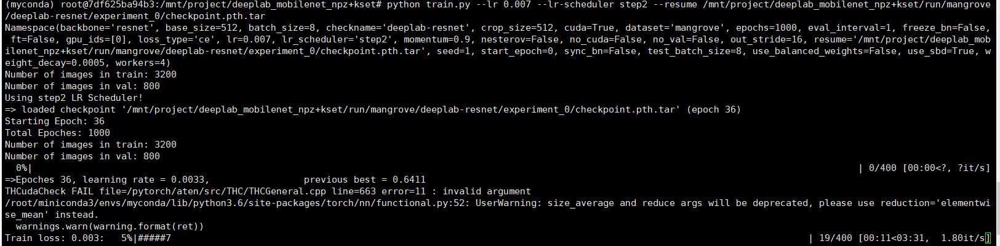 (myconda) root@7df625ba94b3:/mnt/project/deeplab_mobilenet_npz+kset# python train.py --lr 0.007 --lr-scheduler step2 --resume /mnt/project/deeplab_mobilenet_npz+kset/run/mangrove
/deeplab-resnet/experiment_0/checkpoint.pth.tar
Namespace(backbone='resnet', base_size=512, batch_size=8, checkname='deeplab-resnet', crop_size=512, cuda=True, dataset='mangrove', epochs=1000, eval_interval=1, freeze_bn=False,
 ft=False, gpu_ids=[0], loss_type='ce', lr=0.007, lr_scheduler='step2', momentum=0.9, nesterov=False, no_cuda=False, no_val=False, out_stride=16, resume='/mnt/project/deeplab_mob
ilenet_npz+kset/run/mangrove/deeplab-resnet/experiment_0/checkpoint.pth.tar', seed=1, start_epoch=0, sync_bn=False, test_batch_size=8, use_balanced_weights=False, use_sbd=True, w
eight_decay=0.0005, workers=4)
Number of images in train: 3200
Number of images in val: 800
Using step2 LR Scheduler!
=> loaded checkpoint '/mnt/project/deeplab_mobilenet_npz+kset/run/mangrove/deeplab-resnet/experiment_0/checkpoint.pth.tar' (epoch 36)
Starting Epoch: 36
Total Epoches: 1000
Number of images in train: 3200
Number of images in val: 800
  0%| | 0/400 [00:00<?, ?it/s]
=>Epoches 36, learning rate = 0.0033, previous best = 0.6411
THCudaCheck FAIL file=/pytorch/aten/src/THC/THCGeneral.cpp line=663 error=11 : invalid argument
/root/miniconda3/envs/myconda/lib/python3.6/site-packages/torch/nn/functional.py:52: UserWarning: size_average and reduce args will be deprecated, please use reduction='elementwi
se_mean' instead.
  warnings.warn(warning.format(ret))
Train loss: 0.003:   5%|#####7 | 19/400 [00:11<03:31,  1.80it/s]